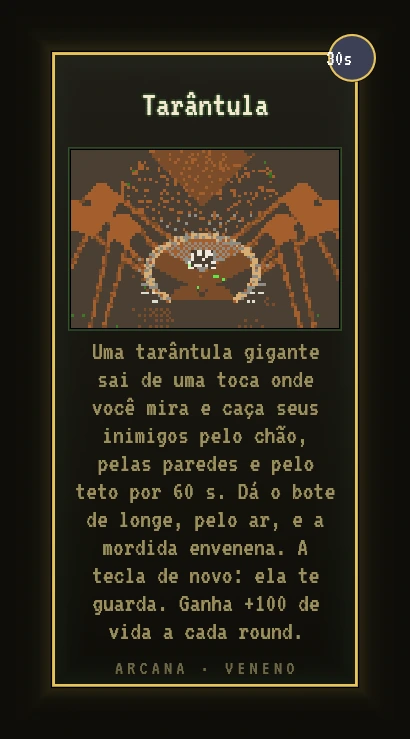 30s
Tarântula
Uma tarântula gigante
sai de uma toca onde
você mira e caça seus
inimigos pelo chão,
pelas paredes e pelo
teto por 60 s. Dá o bote
de longe, pelo ar, e a
mordida envenena. A
tecla de novo: ela te
guarda. Ganha +100 de
vida a cada round.
ARCANA · VENENO